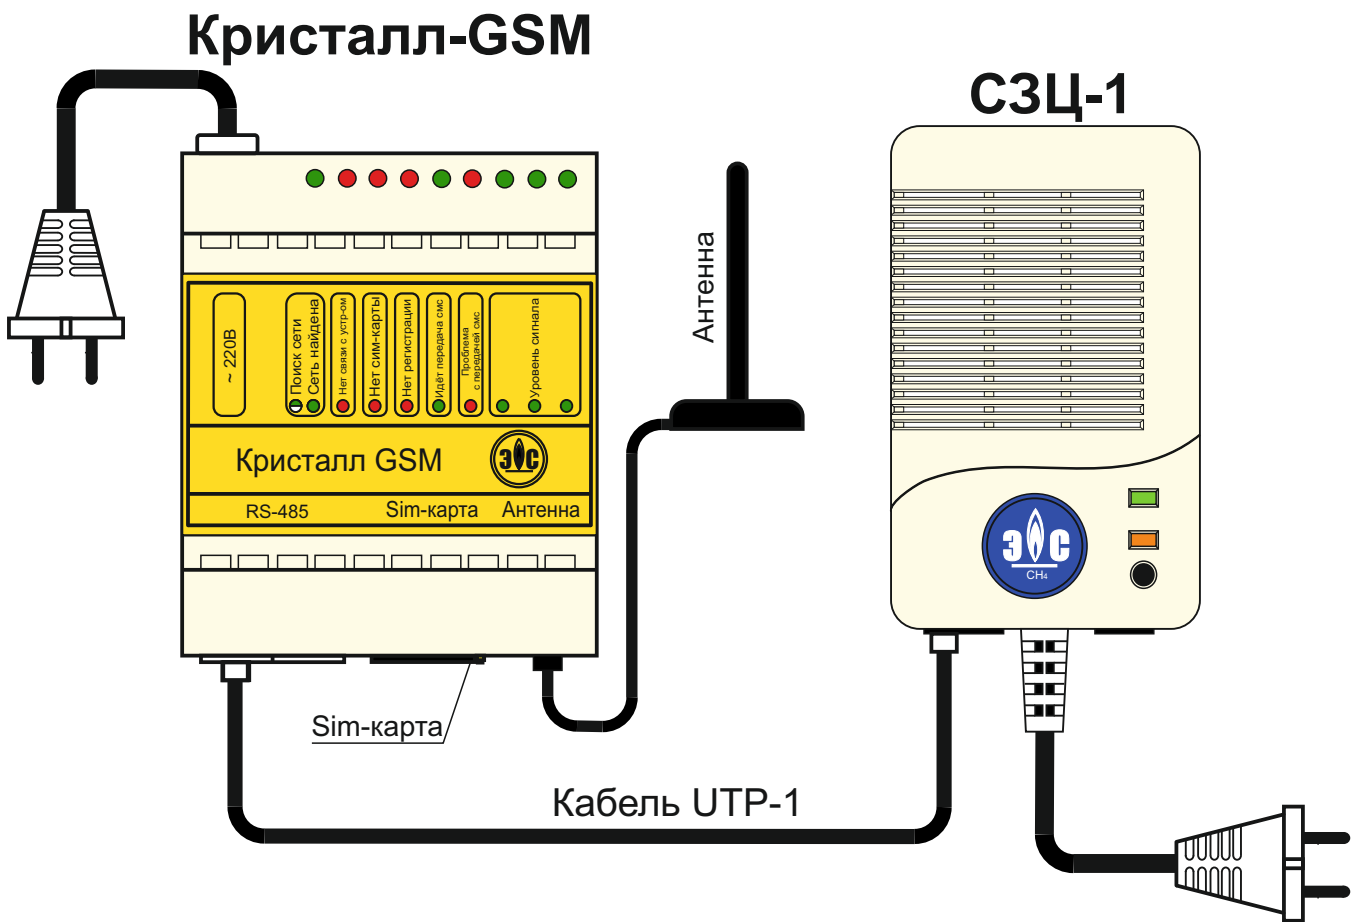 Кристалл-GSM
СЗЦ-1
Антенна
~ 220В
Поиск сети
Сеть найдена
Нет связи с устр-ом
Нет сим-карты
Нет регистрации
Идёт передача смс
Проблема
с передачей смс
Уровень сигнала
Кристалл GSM
ЭС
RS-485
Sim-карта
Антенна
ЭС
CH4
Sim-карта
Кабель UTP-1